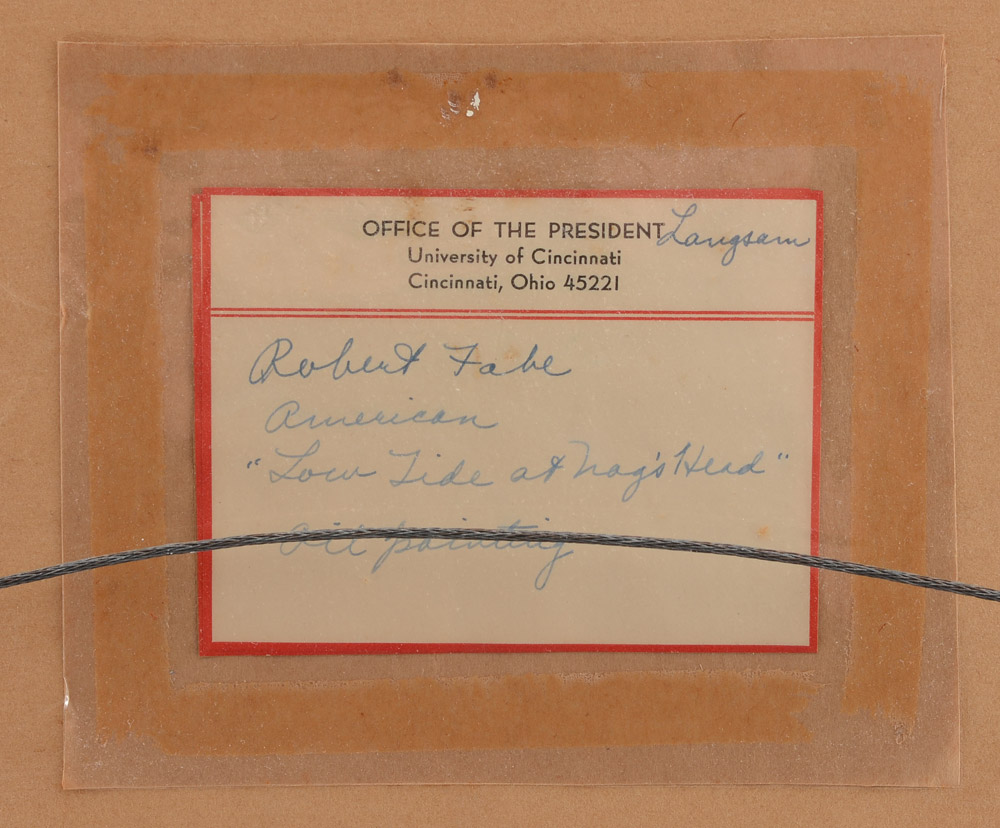 OFFICE OF THE PRESIDENT Langsam
University of Cincinnati
Cincinnati, Ohio 45221
Robert Fabe
American
"Low Tide at Nag's Head"
Oil painting